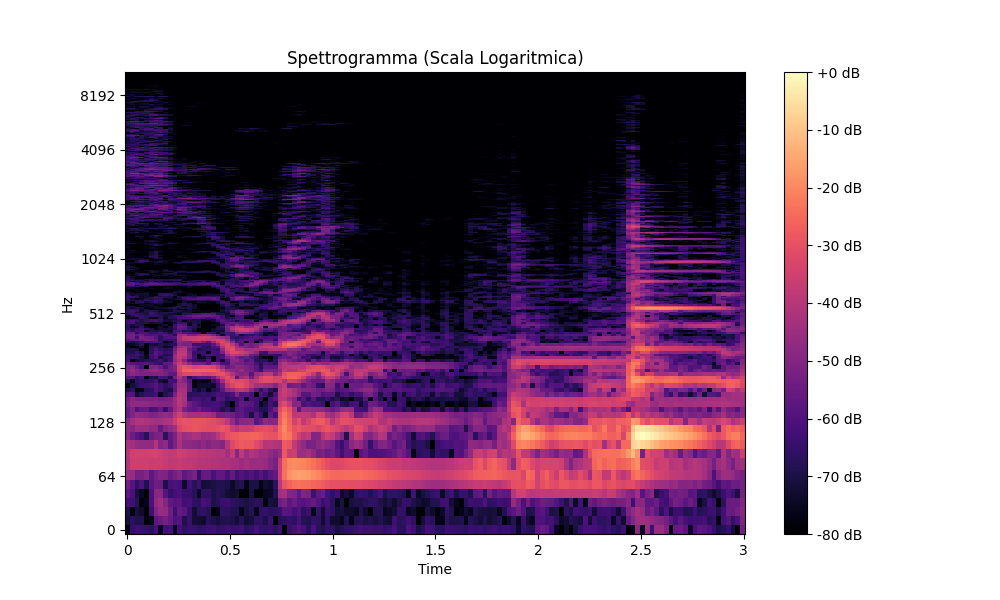 Spettrogramma (Scala Logaritmica)
Hz
8192
4096
2048
1024
512
256
128
64
0
0 0.5 1 1.5 2 2.5 3
Time
+0 dB
-10 dB
-20 dB
-30 dB
-40 dB
-50 dB
-60 dB
-70 dB
-80 dB